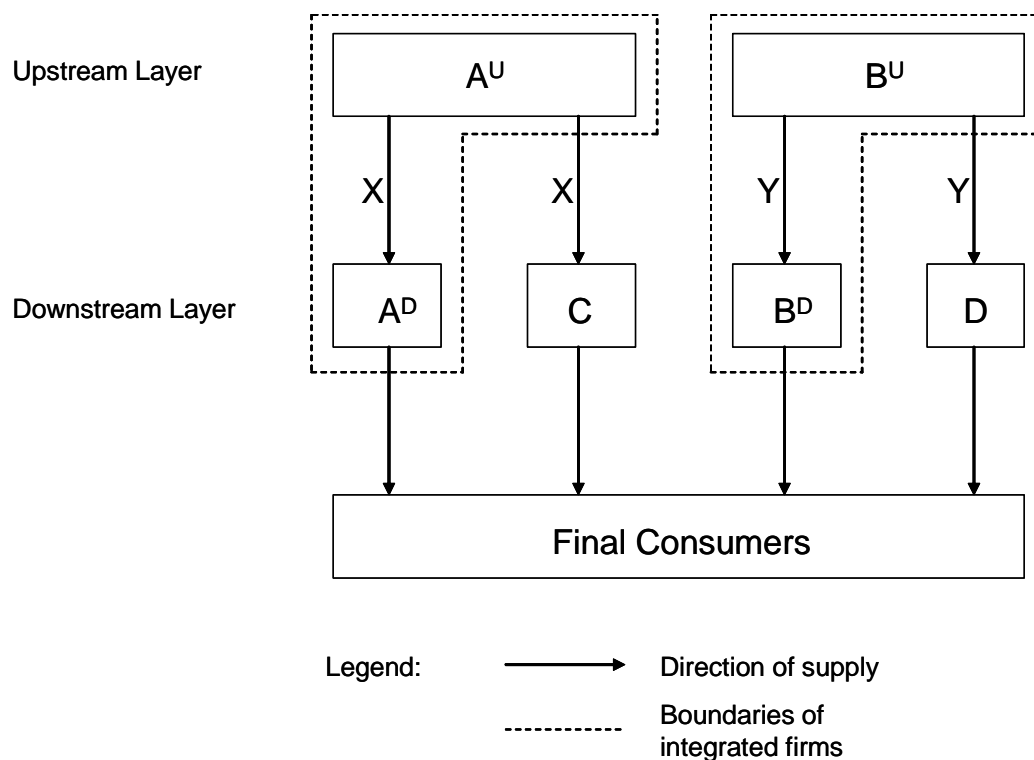 Upstream Layer
A^U
B^U
X
X
Y
Y
Downstream Layer
A^D
C
B^D
D
Final Consumers
Legend:
Direction of supply
Boundaries of
integrated firms